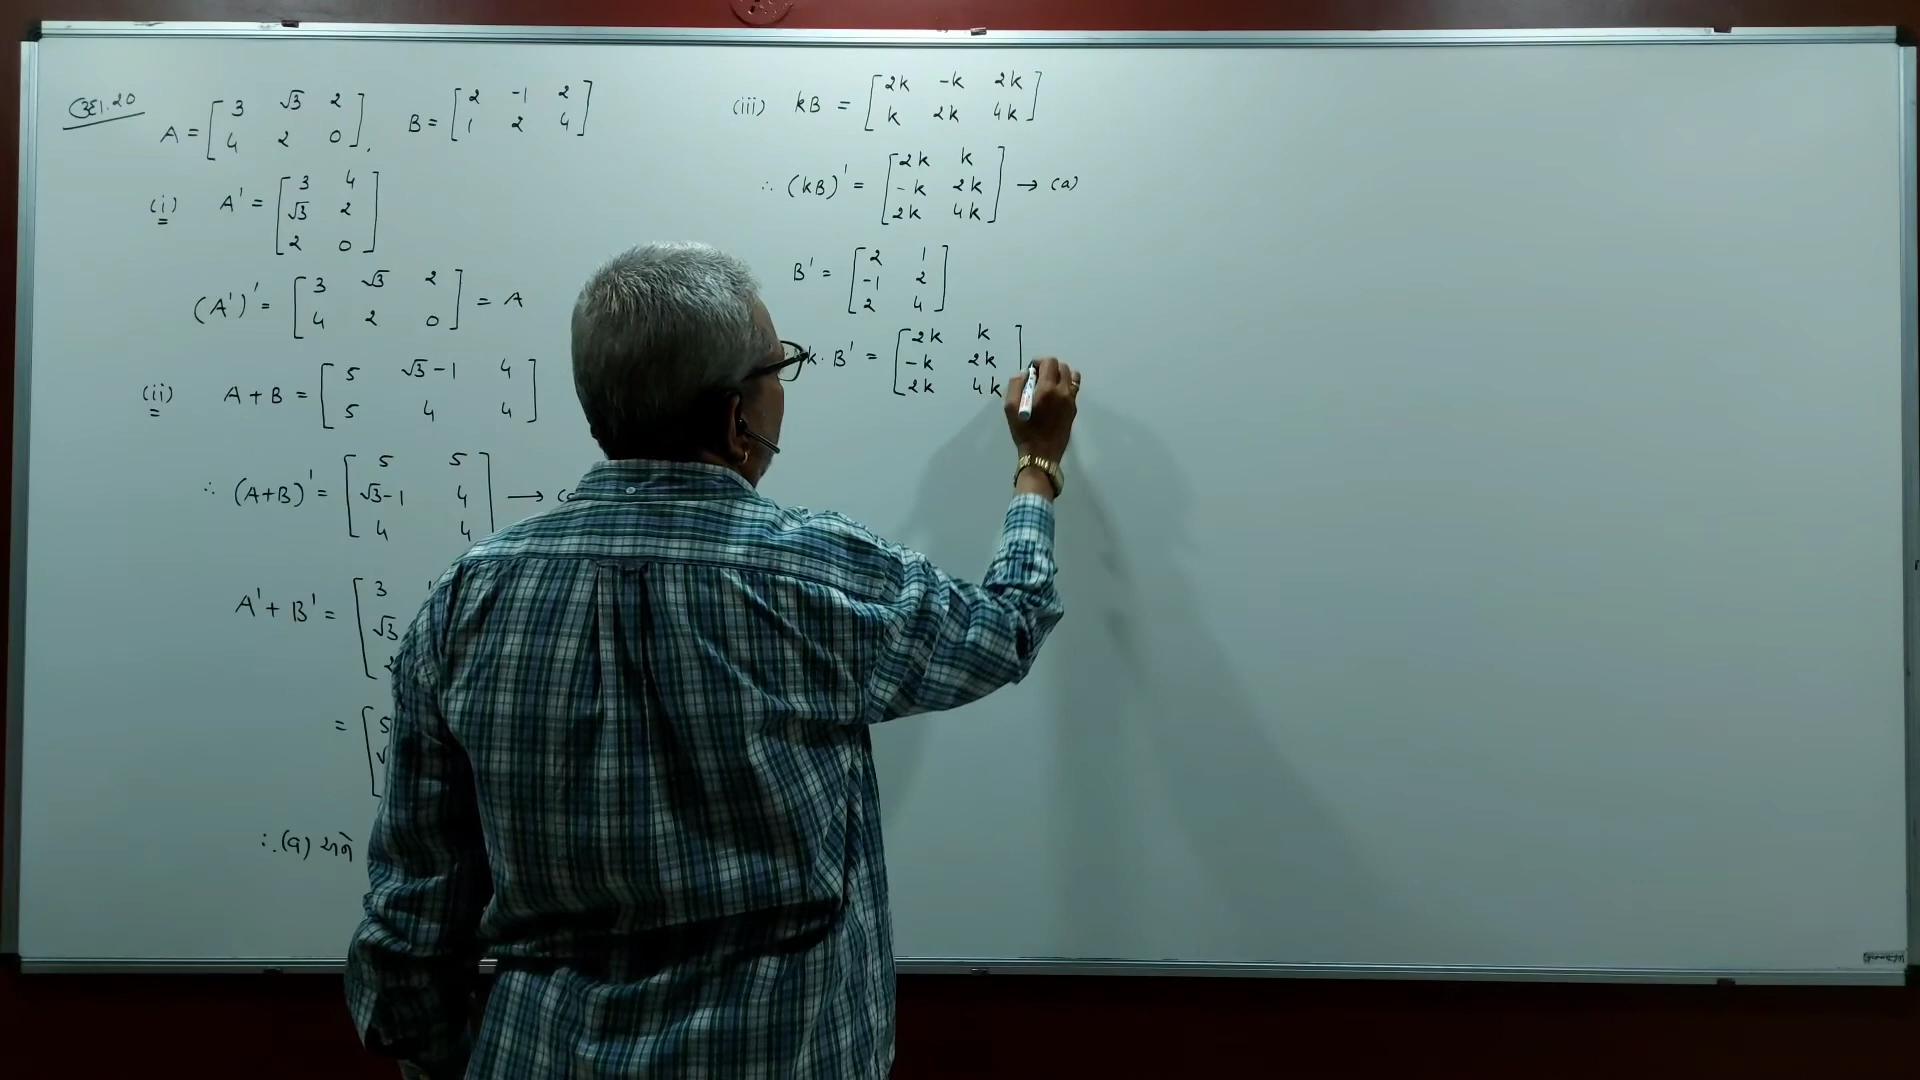 ઉદા.20
A = [ 3 √3 2
4 2 0 ], B = [ 2 -1 2
1 2 4 ]
(i) A' = [ 3 4
√3 2
2 0 ]
(A')' = [ 3 √3 2
4 2 0 ] = A
(ii) A + B = [ 5 √3-1 4
5 4 4 ]
∴ (A+B)' = [ 5 5
√3-1 4
4 4 ] →
A' + B' = [ 3
√3
2
= [ 5
√
∴ (a) અને
(iii) kB = [ 2k -k 2k
k 2k 4k ]
∴ (kB)' = [ 2k k
-k 2k
2k 4k ] → (a)
B' = [ 2 1
-1 2
2 4 ]
k. B' = [ 2k k
-k 2k
2k 4k